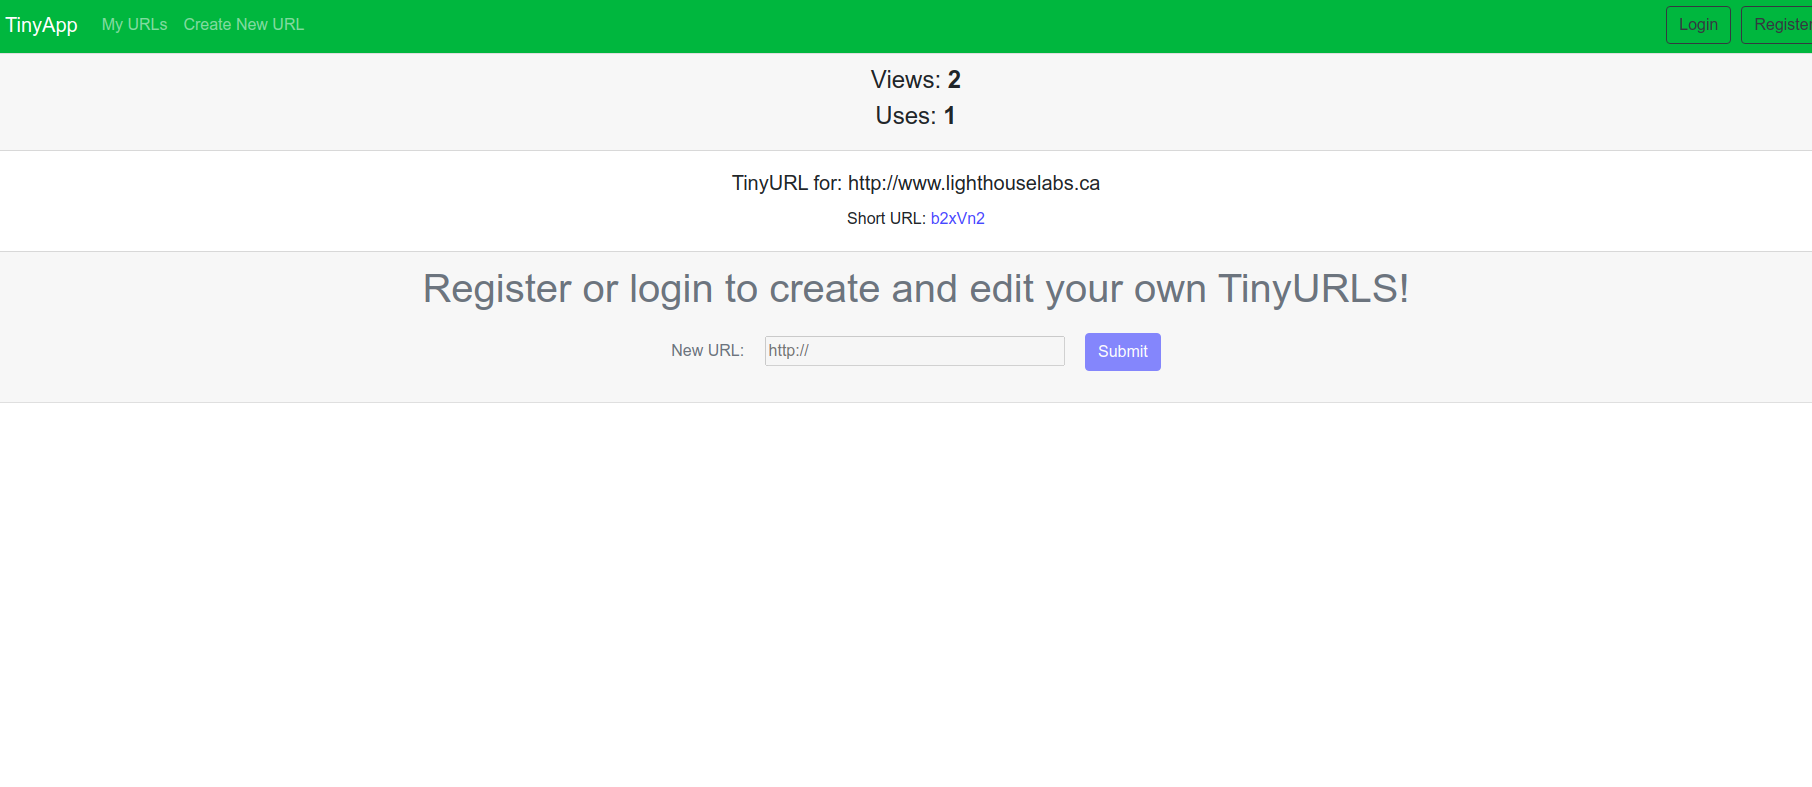 TinyApp My URLs Create New URL Login Register
Views: 2
Uses: 1
TinyURL for: http://www.lighthouselabs.ca
Short URL: b2xVn2
Register or login to create and edit your own TinyURLS!
New URL: http:// Submit